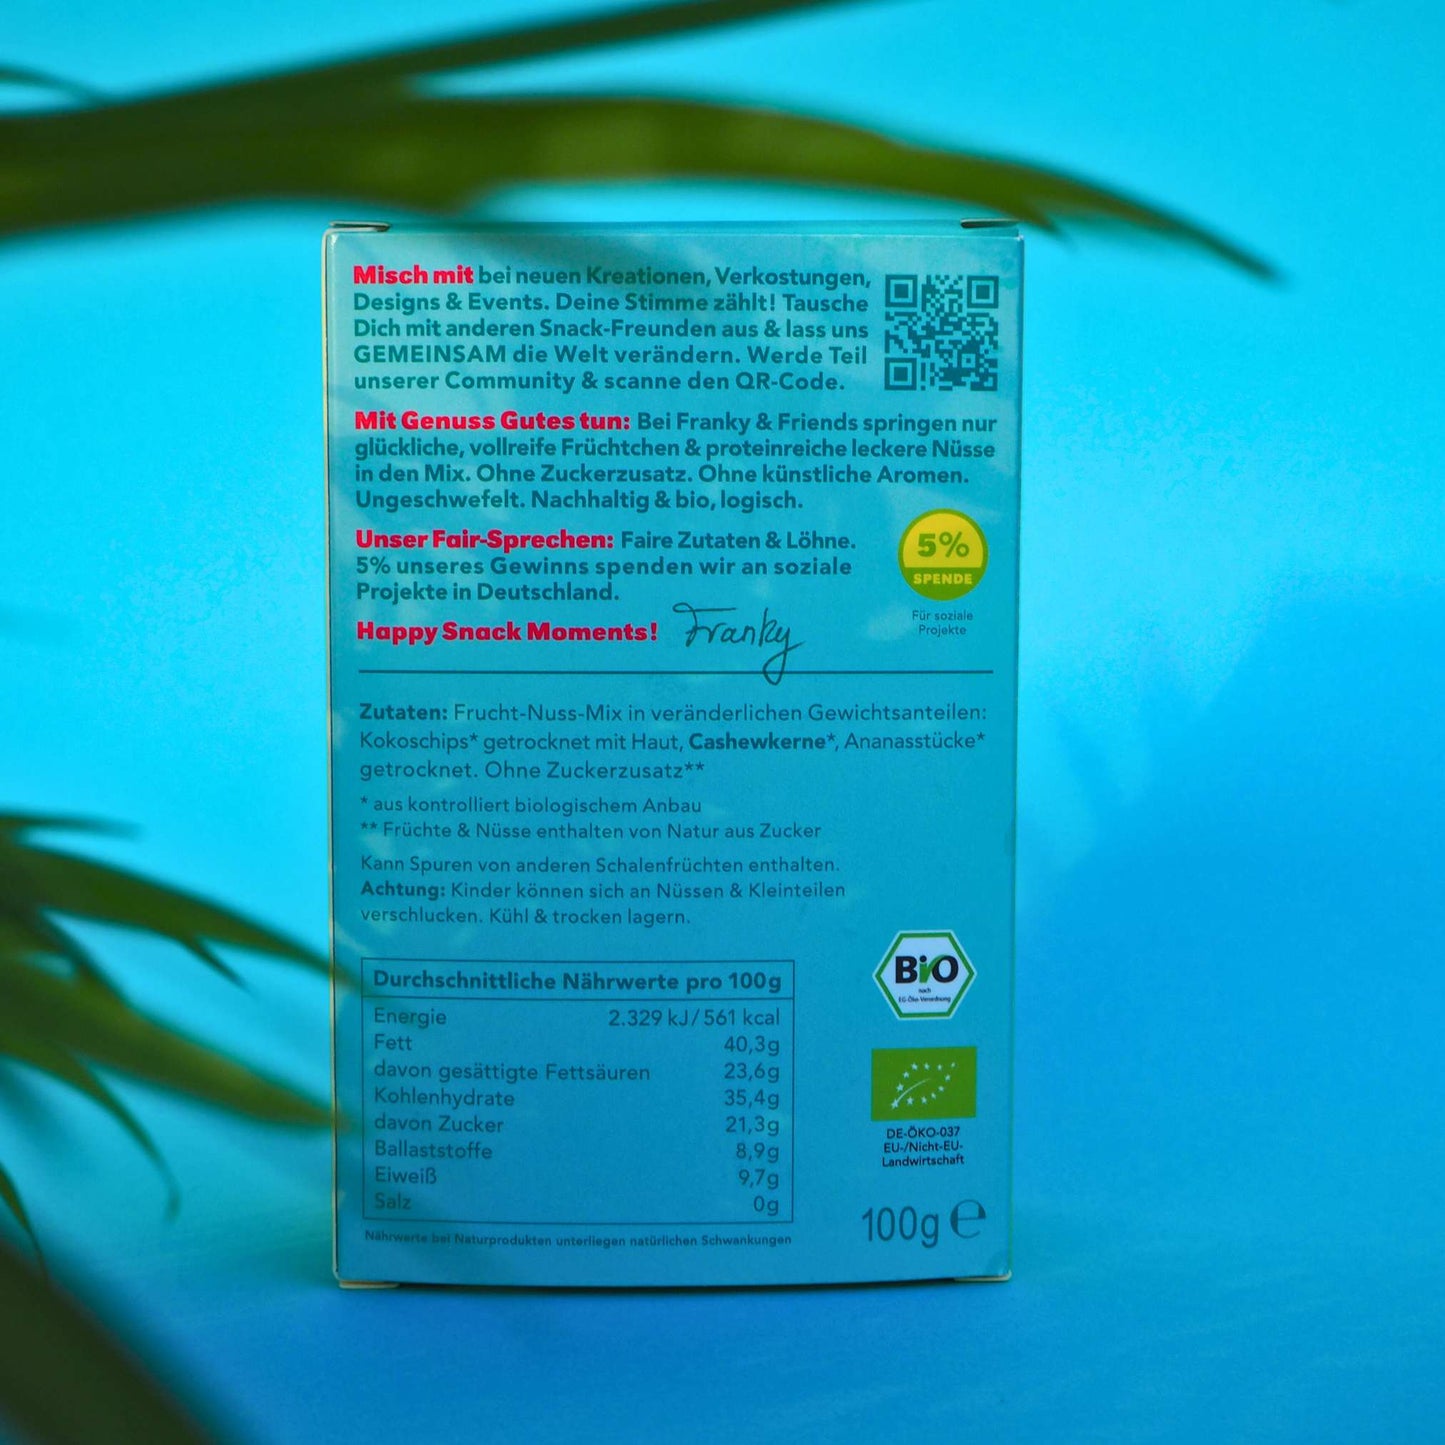 Misch mit bei neuen Kreationen, Verkostungen,
Designs & Events. Deine Stimme zählt! Tausche
Dich mit anderen Snack-Freunden aus & lass uns
GEMEINSAM die Welt verändern. Werde Teil
unserer Community & scanne den QR-Code.
Mit Genuss Gutes tun: Bei Franky & Friends springen nur
glückliche, vollreife Früchtchen & proteinreiche leckere Nüsse
in den Mix. Ohne Zuckerzusatz. Ohne künstliche Aromen.
Ungeschwefelt. Nachhaltig & bio, logisch.
Unser Fair-Sprechen: Faire Zutaten & Löhne.
5% unseres Gewinns spenden wir an soziale
Projekte in Deutschland.
5%
SPENDE
Für soziale
Projekte
Happy Snack Moments! Franky
Zutaten: Frucht-Nuss-Mix in veränderlichen Gewichtsanteilen:
Kokoschips* getrocknet mit Haut, Cashewkerne*, Ananasstücke*
getrocknet. Ohne Zuckerzusatz**
* aus kontrolliert biologischem Anbau
** Früchte & Nüsse enthalten von Natur aus Zucker
Kann Spuren von anderen Schalenfrüchten enthalten.
Achtung: Kinder können sich an Nüssen & Kleinteilen
verschlucken. Kühl & trocken lagern.
Durchschnittliche Nährwerte pro 100g
Energie 2.329 kJ/561 kcal
Fett 40,3g
davon gesättigte Fettsäuren 23,6g
Kohlenhydrate 35,4g
davon Zucker 21,3g
Ballaststoffe 8,9g
Eiweiß 9,7g
Salz 0g
Nährwerte bei Naturprodukten unterliegen natürlichen Schwankungen
BiO
nach
EG-Öko-Verordnung
DE-ÖKO-037
EU-/Nicht-EU-
Landwirtschaft
100g ℮